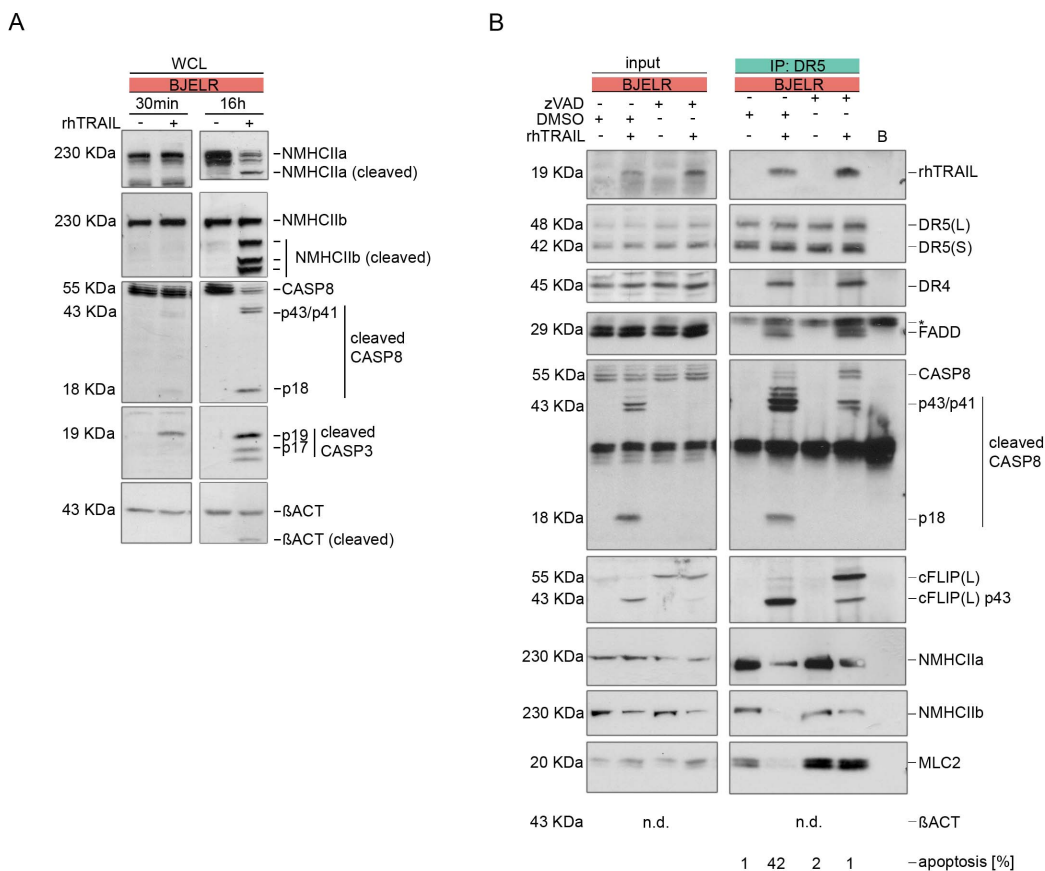 A
WCL
BJELR
30min 16h
rhTRAIL - + - +
230 KDa NMHCIIa
NMHCIIa (cleaved)
230 KDa NMHCIIb
NMHCIIb (cleaved)
55 KDa CASP8
43 KDa p43/p41
cleaved
CASP8
18 KDa p18
19 KDa p19 cleaved
p17 CASP3
43 KDa ßACT
ßACT (cleaved)
B
input IP: DR5
BJELR BJELR
zVAD - - + + - - + +
DMSO + + - - + + - -
rhTRAIL - + - + - + - + B
19 KDa rhTRAIL
48 KDa DR5(L)
42 KDa DR5(S)
45 KDa DR4
*
29 KDa FADD
55 KDa CASP8
43 KDa p43/p41
cleaved
CASP8
18 KDa p18
55 KDa cFLIP(L)
43 KDa cFLIP(L) p43
230 KDa NMHCIIa
230 KDa NMHCIIb
20 KDa MLC2
43 KDa n.d. n.d. ßACT
1 42 2 1 apoptosis [%]